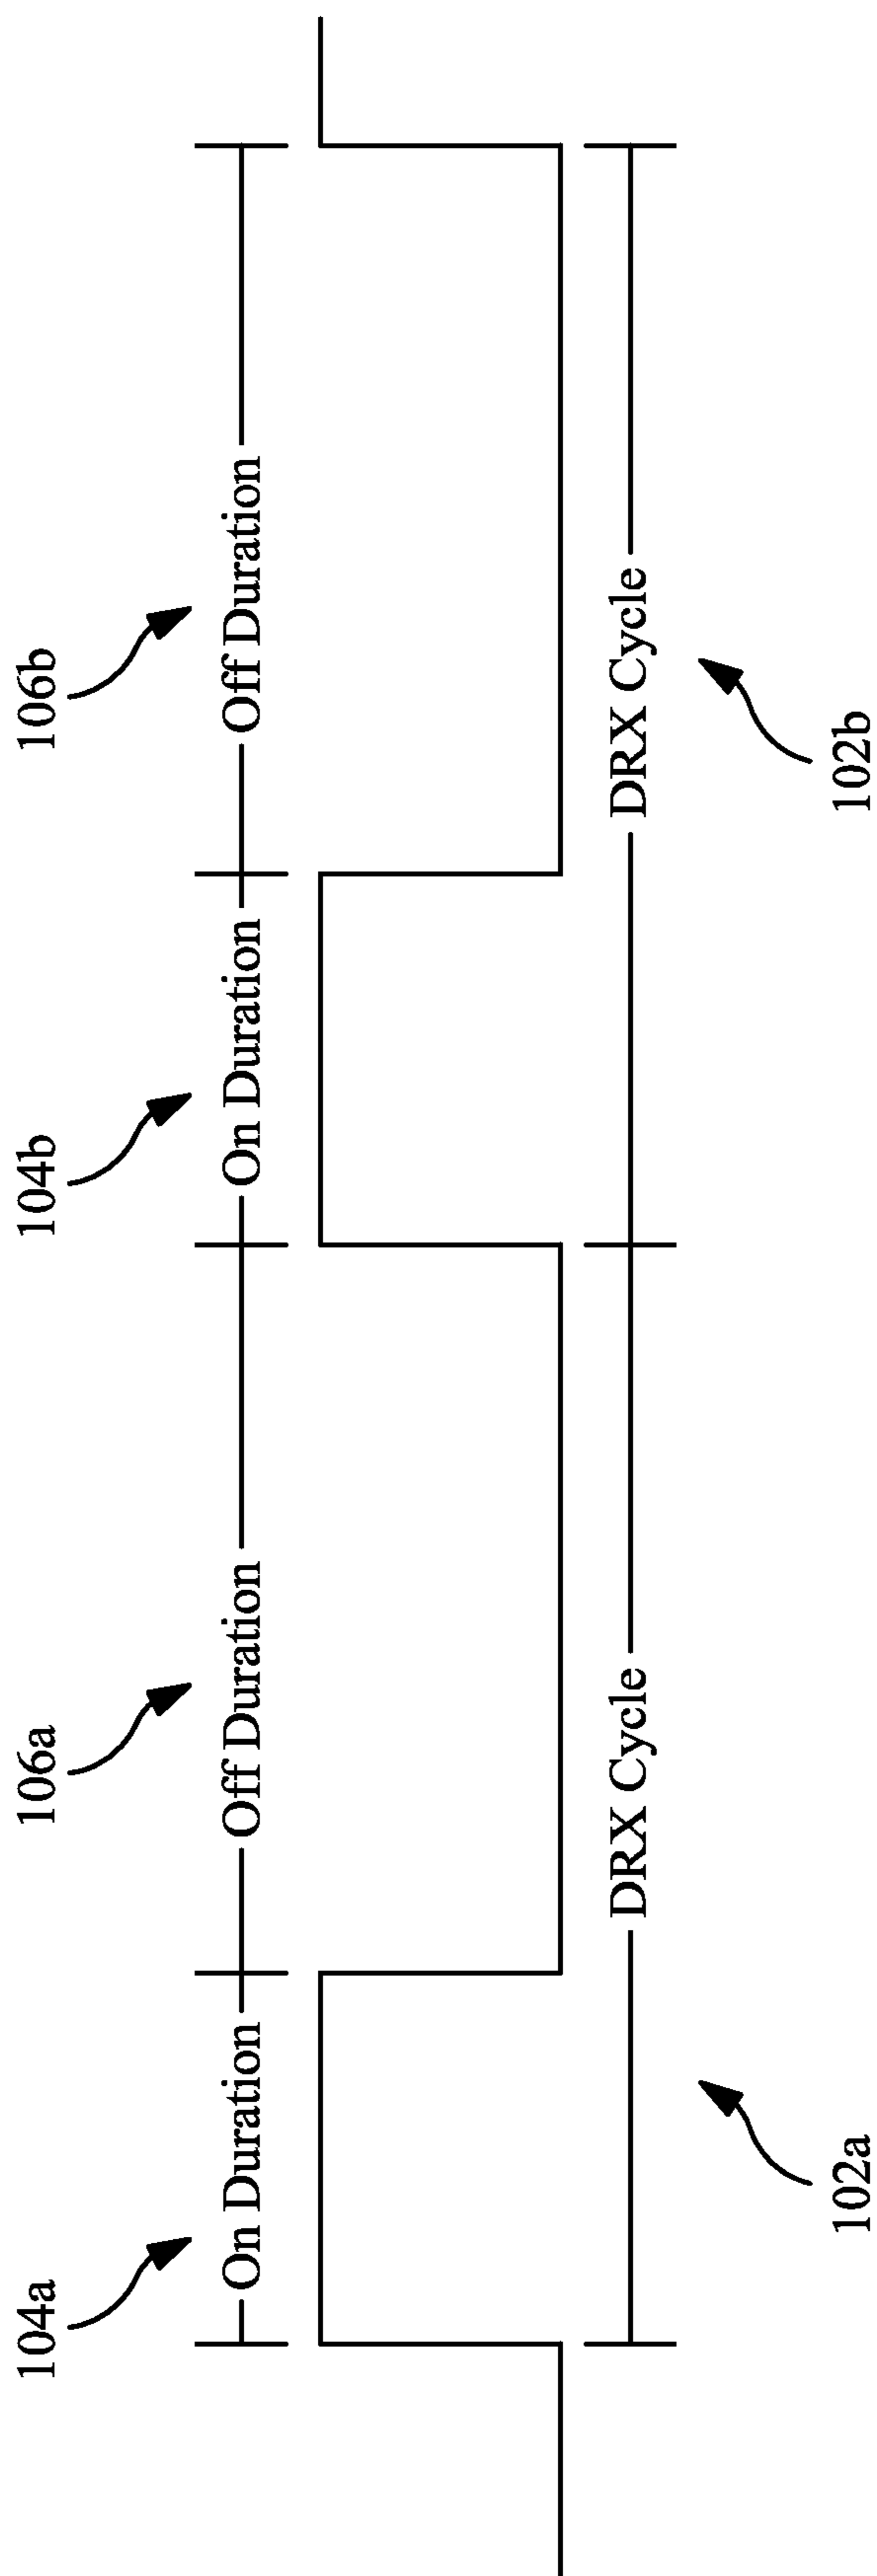 104a
106a
104b
106b
On Duration
Off Duration
On Duration
Off Duration
DRX Cycle
DRX Cycle
102a
102b